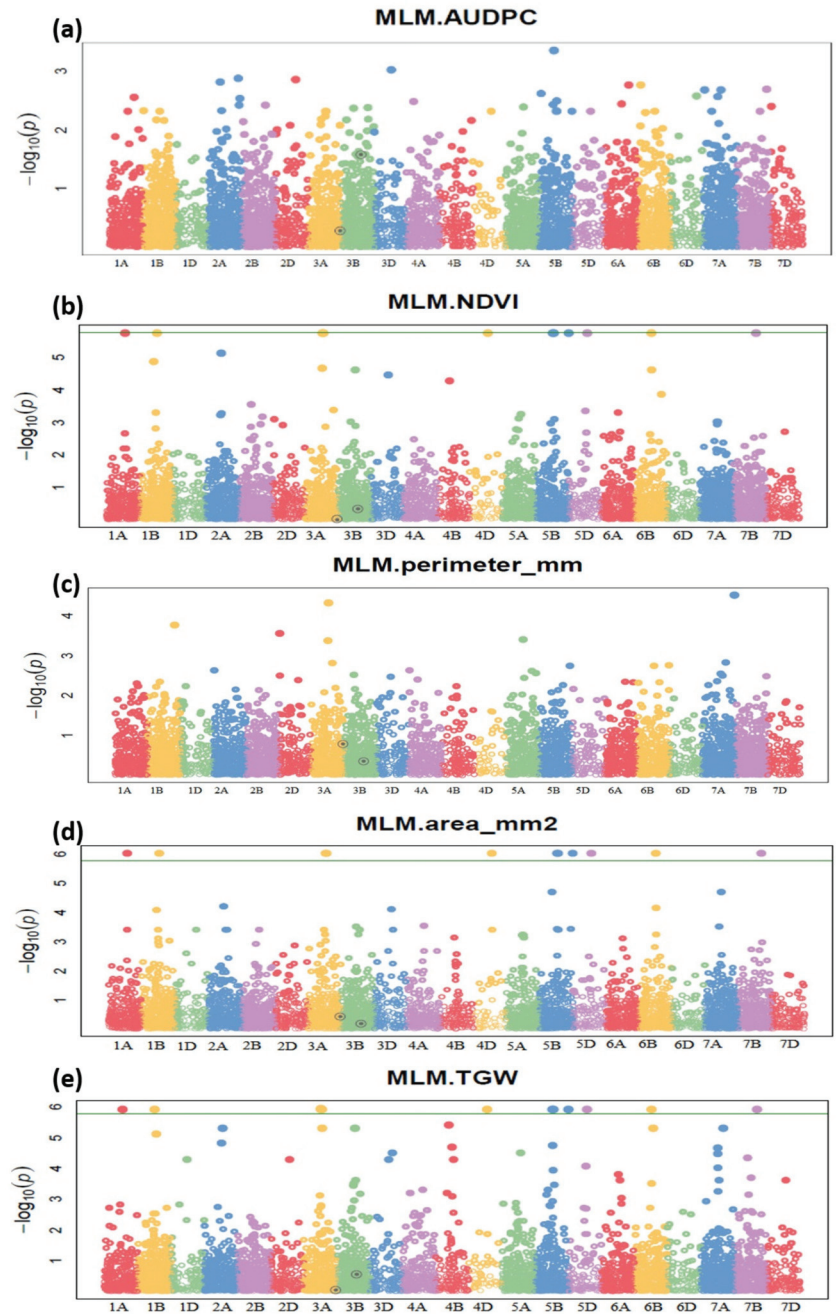 (a)
MLM.AUDPC
−log10(p)
3
2
1
1A 1B 1D 2A 2B 2D 3A 3B 3D 4A 4B 4D 5A 5B 5D 6A 6B 6D 7A 7B 7D
(b)
MLM.NDVI
−log10(p)
5
4
3
2
1
1A 1B 1D 2A 2B 2D 3A 3B 3D 4A 4B 4D 5A 5B 5D 6A 6B 6D 7A 7B 7D
(c)
MLM.perimeter_mm
−log10(p)
4
3
2
1
1A 1B 1D 2A 2B 2D 3A 3B 3D 4A 4B 4D 5A 5B 5D 6A 6B 6D 7A 7B 7D
(d)
MLM.area_mm2
−log10(p)
6
5
4
3
2
1
1A 1B 1D 2A 2B 2D 3A 3B 3D 4A 4B 4D 5A 5B 5D 6A 6B 6D 7A 7B 7D
(e)
MLM.TGW
−log10(p)
6
5
4
3
2
1
1A 1B 1D 2A 2B 2D 3A 3B 3D 4A 4B 4D 5A 5B 5D 6A 6B 6D 7A 7B 7D